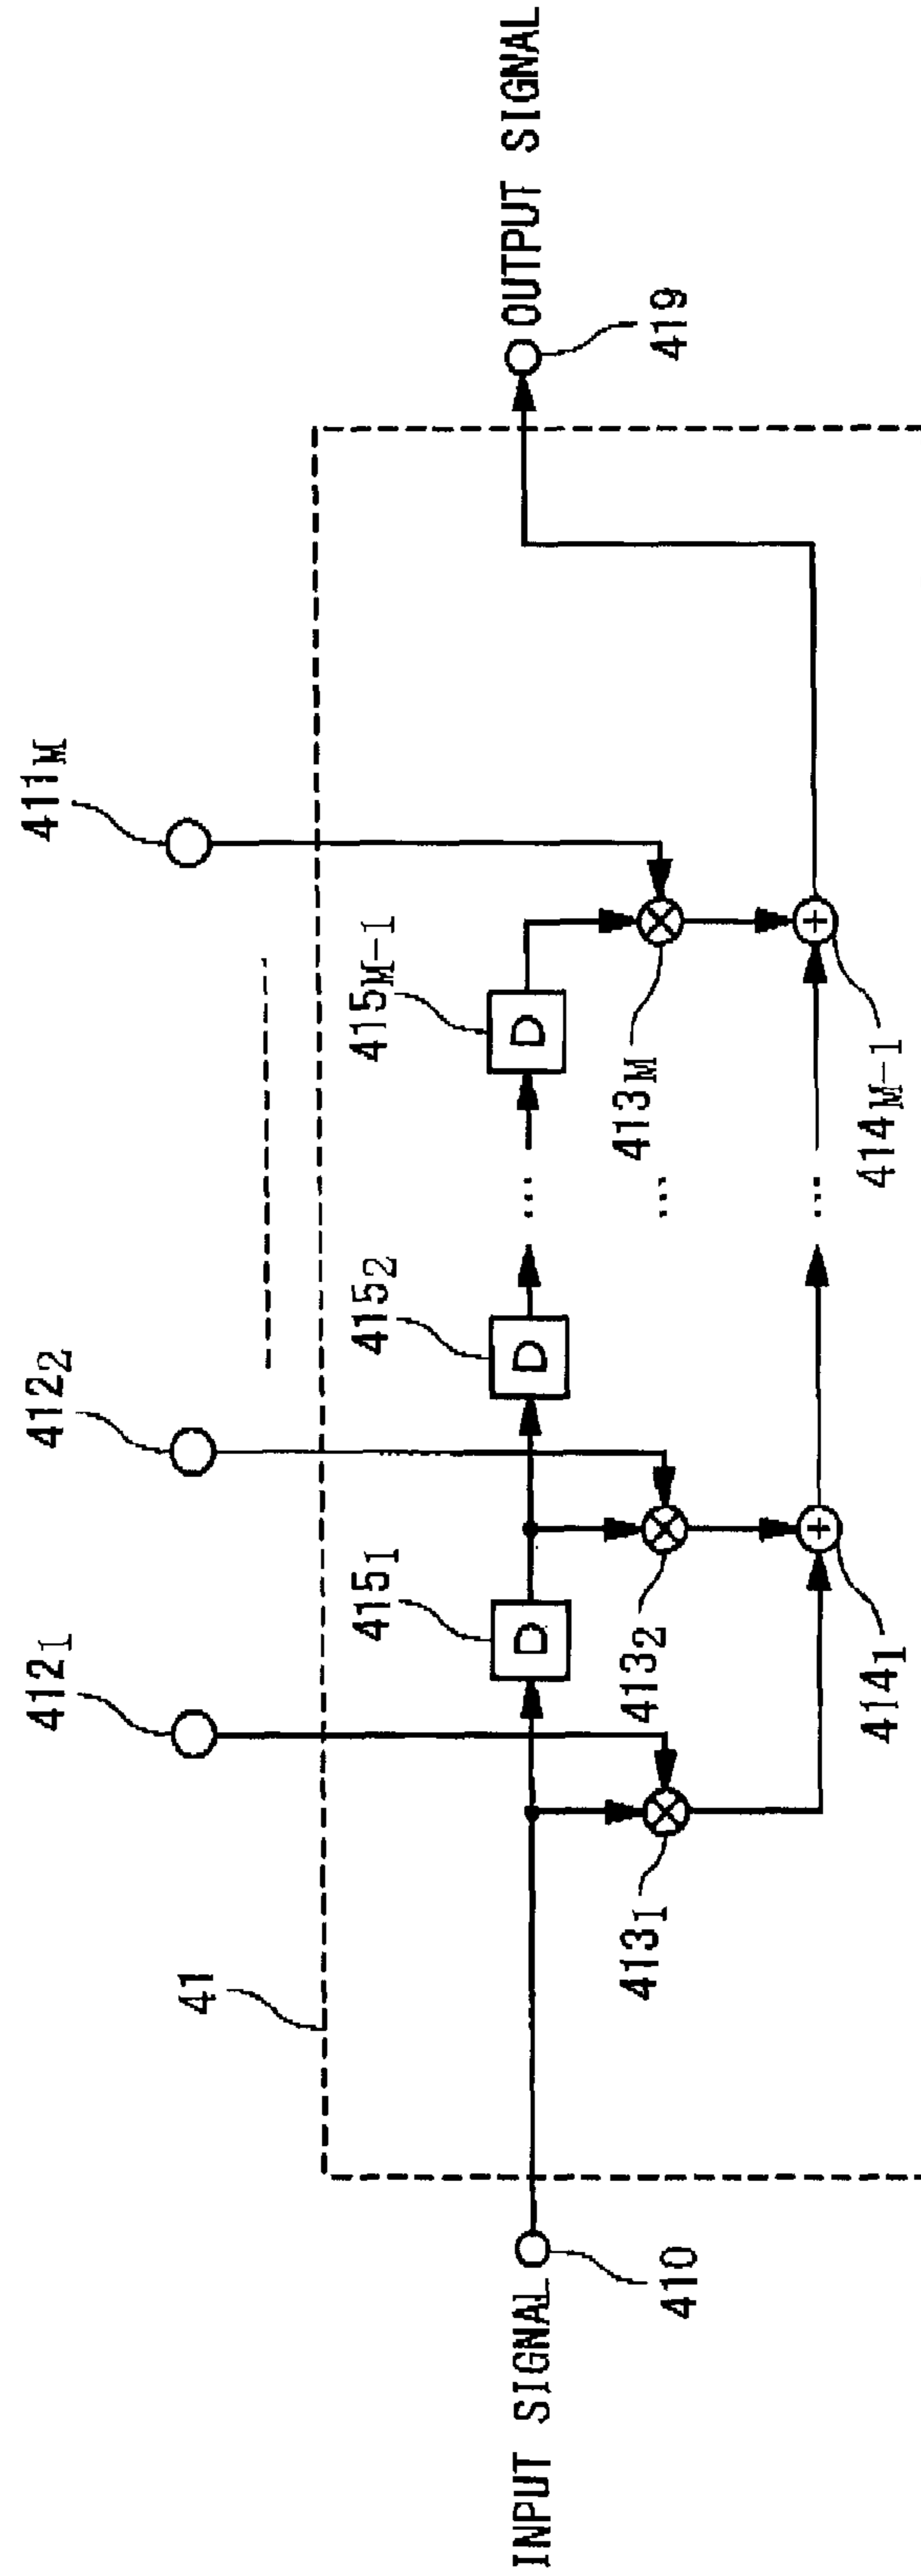 411M
412₂
412₁
41
415₁
415₂
415M-1
D
D
...
D
INPUT SIGNAL
OUTPUT SIGNAL
410
419
413₁
413₂
...
413M
+
...
+
414₁
414M-1